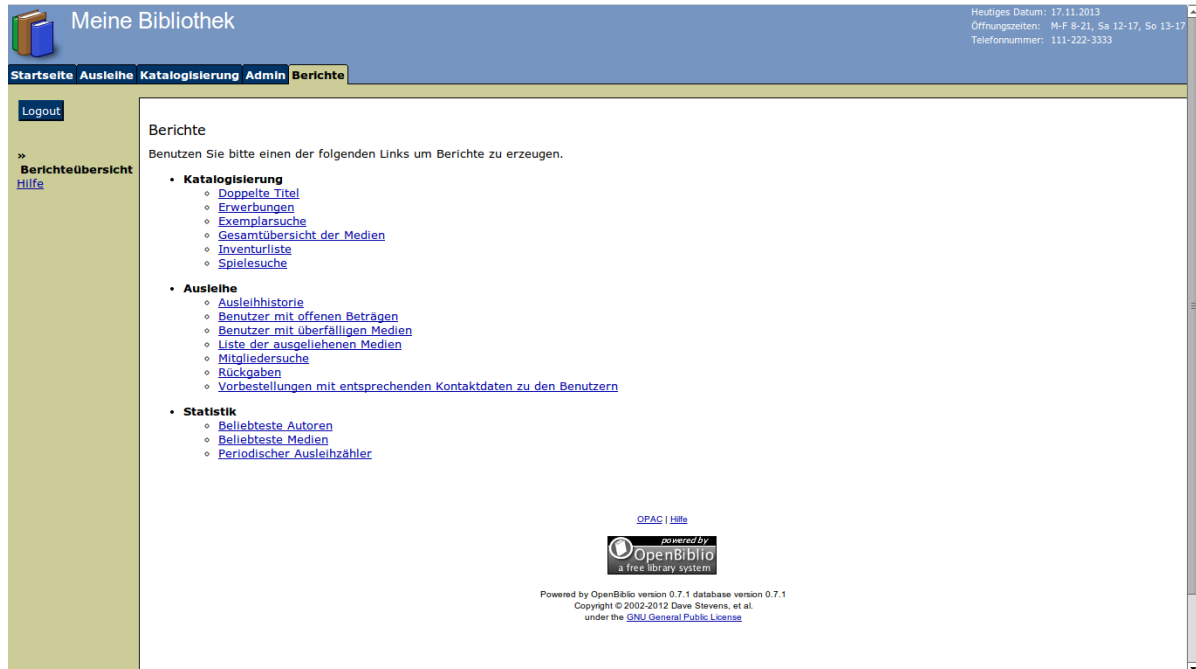 Meine Bibliothek
Heutiges Datum: 17.11.2013
Öffnungszeiten: M-F 8-21, Sa 12-17, So 13-17
Telefonnummer: 111-222-3333
Startseite Ausleihe Katalogisierung Admin Berichte
Logout
»
Berichteübersicht
Hilfe
Berichte
Benutzen Sie bitte einen der folgenden Links um Berichte zu erzeugen.
• Katalogisierung
◦ Doppelte Titel
◦ Erwerbungen
◦ Exemplarsuche
◦ Gesamtübersicht der Medien
◦ Inventurliste
◦ Spielesuche
• Ausleihe
◦ Ausleihhistorie
◦ Benutzer mit offenen Beträgen
◦ Benutzer mit überfälligen Medien
◦ Liste der ausgeliehenen Medien
◦ Mitgliedersuche
◦ Rückgaben
◦ Vorbestellungen mit entsprechenden Kontaktdaten zu den Benutzern
• Statistik
◦ Beliebteste Autoren
◦ Beliebteste Medien
◦ Periodischer Ausleihzähler
OPAC | Hilfe
powered by
OpenBiblio
a free library system
Powered by OpenBiblio version 0.7.1 database version 0.7.1
Copyright © 2002-2012 Dave Stevens, et al.
under the GNU General Public License